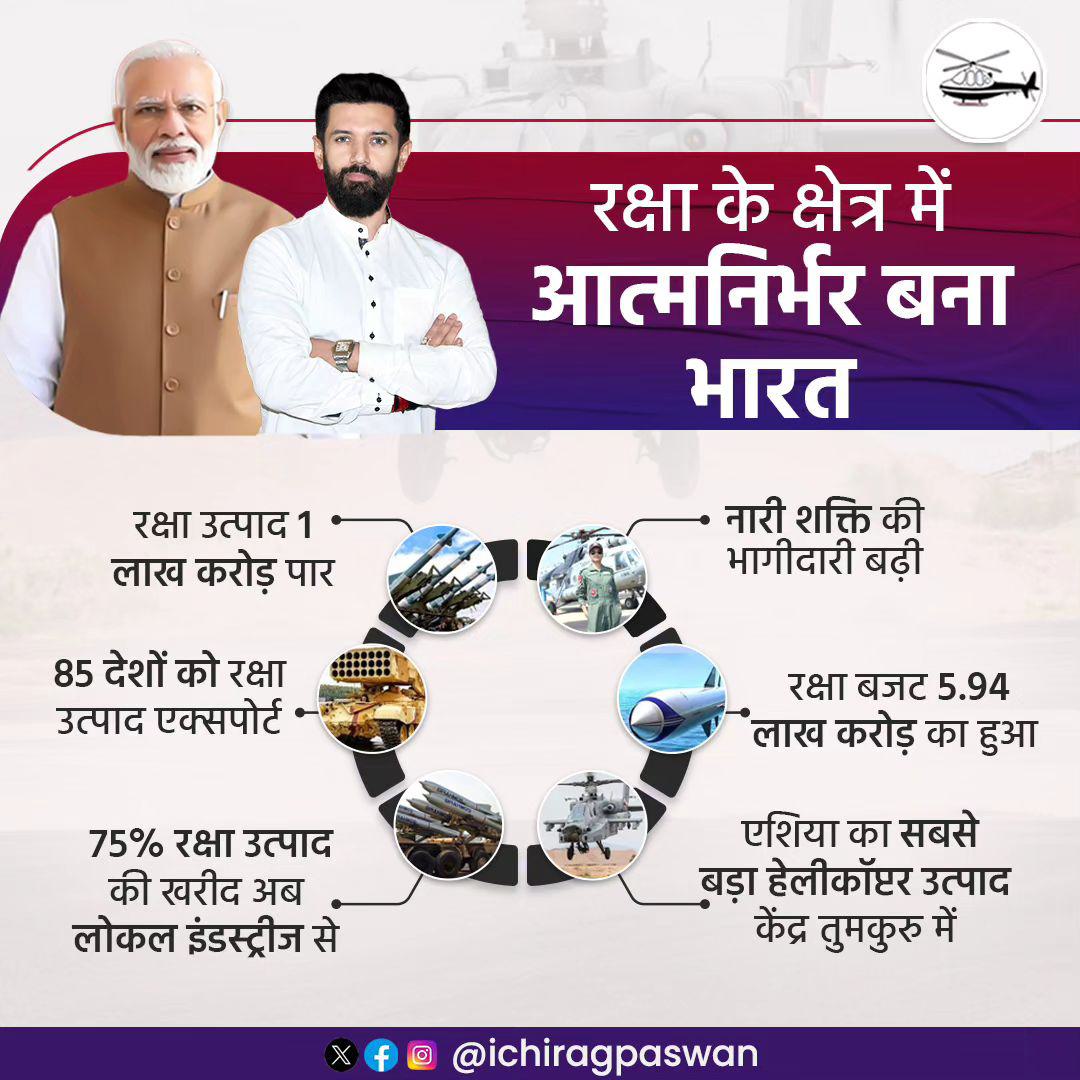 रक्षा के क्षेत्र में
आत्मनिर्भर बना
भारत
रक्षा उत्पाद 1
लाख करोड़ पार
85 देशों को रक्षा
उत्पाद एक्सपोर्ट
75% रक्षा उत्पाद
की खरीद अब
लोकल इंडस्ट्रीज से
नारी शक्ति की
भागीदारी बढ़ी
रक्षा बजट 5.94
लाख करोड़ का हुआ
एशिया का सबसे
बड़ा हेलीकॉप्टर उत्पाद
केंद्र तुमकुरु में
@ichiragpaswan